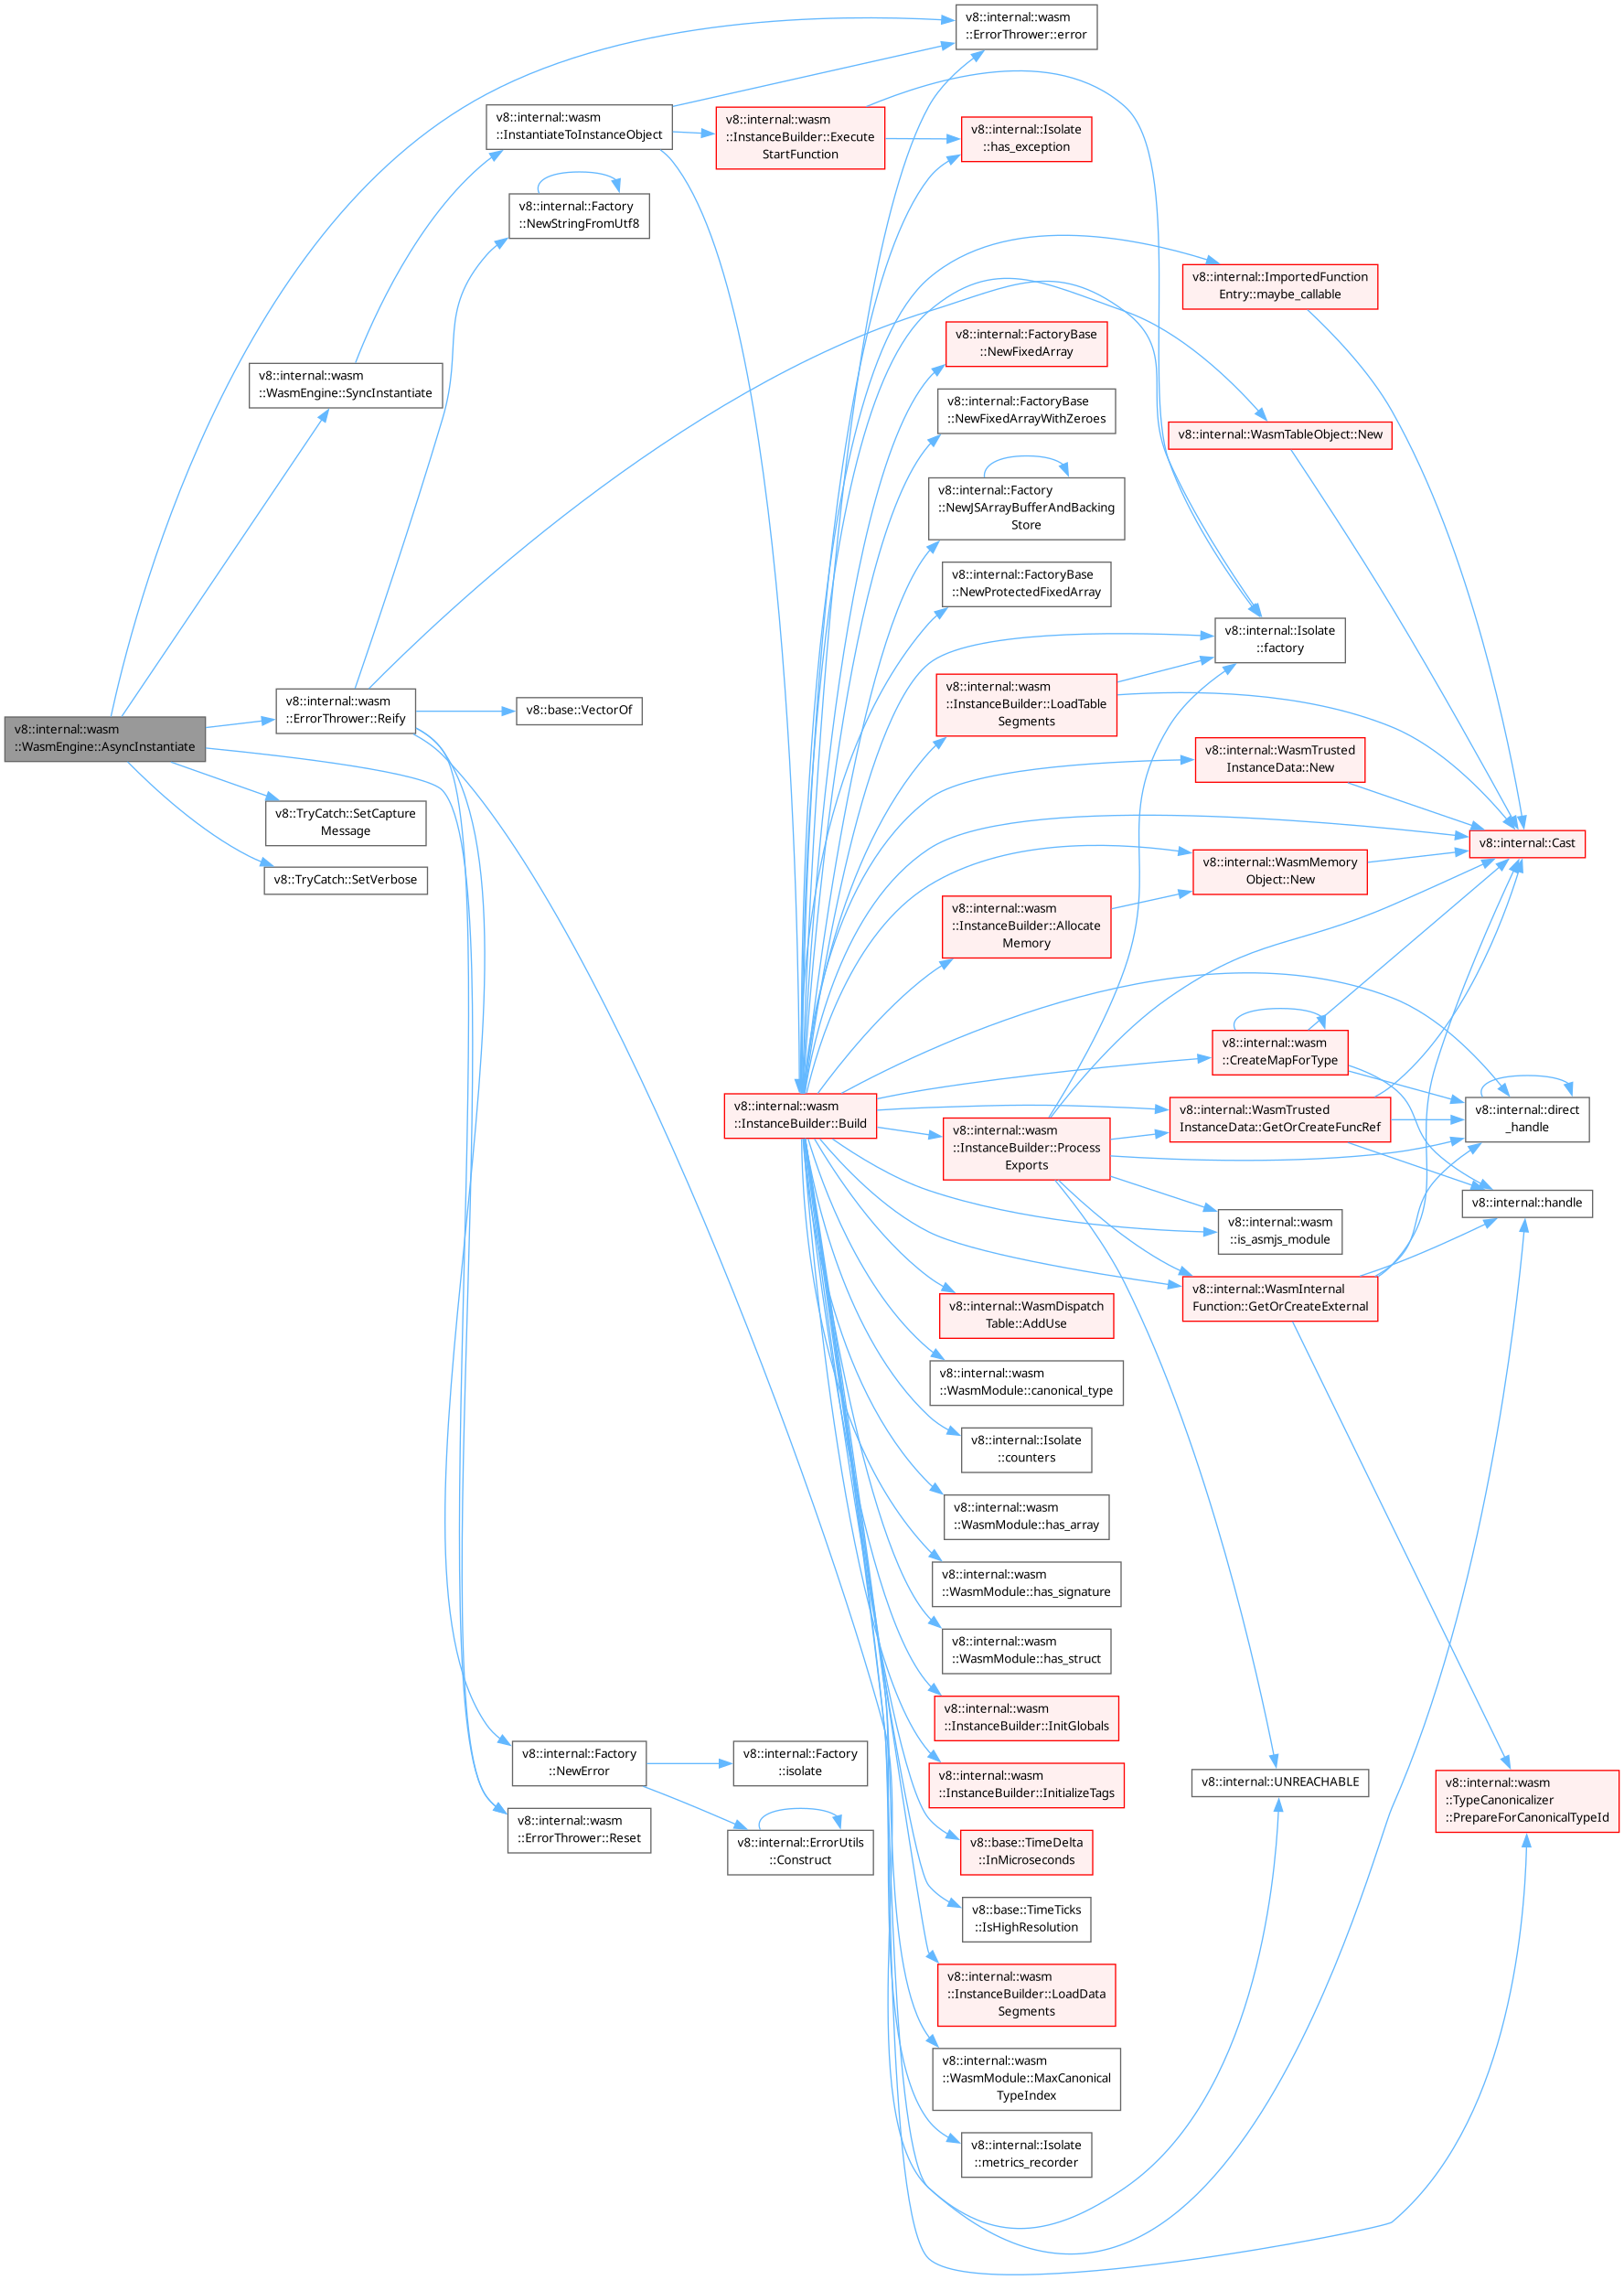 v8::internal::wasm
::ErrorThrower::error
v8::internal::wasm
::InstantiateToInstanceObject
v8::internal::wasm
::InstanceBuilder::Execute
StartFunction
v8::internal::Isolate
::has_exception
v8::internal::Factory
::NewStringFromUtf8
v8::internal::ImportedFunction
Entry::maybe_callable
v8::internal::FactoryBase
::NewFixedArray
v8::internal::wasm
::WasmEngine::SyncInstantiate
v8::internal::FactoryBase
::NewFixedArrayWithZeroes
v8::internal::WasmTableObject::New
v8::internal::Factory
::NewJSArrayBufferAndBacking
Store
v8::internal::FactoryBase
::NewProtectedFixedArray
v8::internal::Isolate
::factory
v8::internal::wasm
::InstanceBuilder::LoadTable
Segments
v8::internal::wasm
::ErrorThrower::Reify
v8::base::VectorOf
v8::internal::wasm
::WasmEngine::AsyncInstantiate
v8::internal::WasmTrusted
InstanceData::New
v8::TryCatch::SetCapture
Message
v8::internal::Cast
v8::TryCatch::SetVerbose
v8::internal::WasmMemory
Object::New
v8::internal::wasm
::InstanceBuilder::Allocate
Memory
v8::internal::wasm
::CreateMapForType
v8::internal::wasm
::InstanceBuilder::Build
v8::internal::WasmTrusted
InstanceData::GetOrCreateFuncRef
v8::internal::direct
_handle
v8::internal::wasm
::InstanceBuilder::Process
Exports
v8::internal::handle
v8::internal::wasm
::is_asmjs_module
v8::internal::WasmInternal
Function::GetOrCreateExternal
v8::internal::WasmDispatch
Table::AddUse
v8::internal::wasm
::WasmModule::canonical_type
v8::internal::Isolate
::counters
v8::internal::wasm
::WasmModule::has_array
v8::internal::wasm
::WasmModule::has_signature
v8::internal::wasm
::WasmModule::has_struct
v8::internal::wasm
::InstanceBuilder::InitGlobals
v8::internal::Factory
::NewError
v8::internal::Factory
::isolate
v8::internal::wasm
::InstanceBuilder::InitializeTags
v8::internal::UNREACHABLE
v8::internal::wasm
::TypeCanonicalizer
::PrepareForCanonicalTypeId
v8::internal::wasm
::ErrorThrower::Reset
v8::internal::ErrorUtils
::Construct
v8::base::TimeDelta
::InMicroseconds
v8::base::TimeTicks
::IsHighResolution
v8::internal::wasm
::InstanceBuilder::LoadData
Segments
v8::internal::wasm
::WasmModule::MaxCanonical
TypeIndex
v8::internal::Isolate
::metrics_recorder